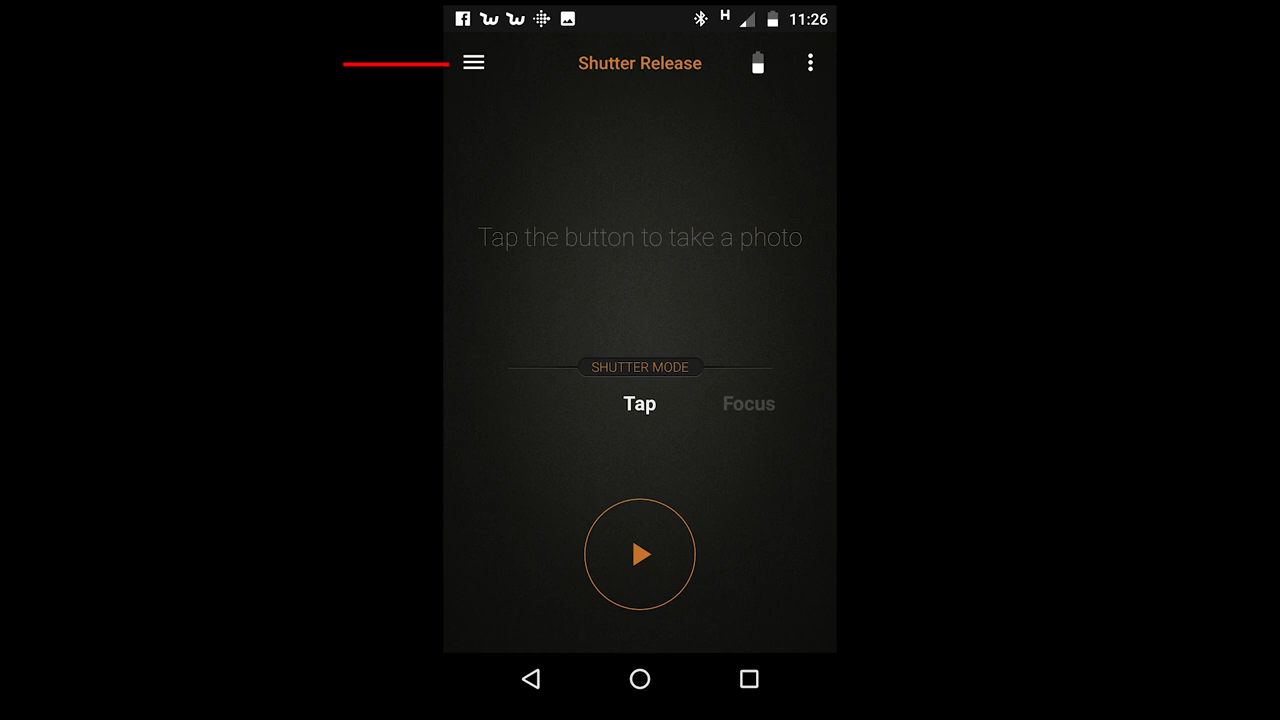 H 11:26
Shutter Release
Tap the button to take a photo
SHUTTER MODE
Tap Focus